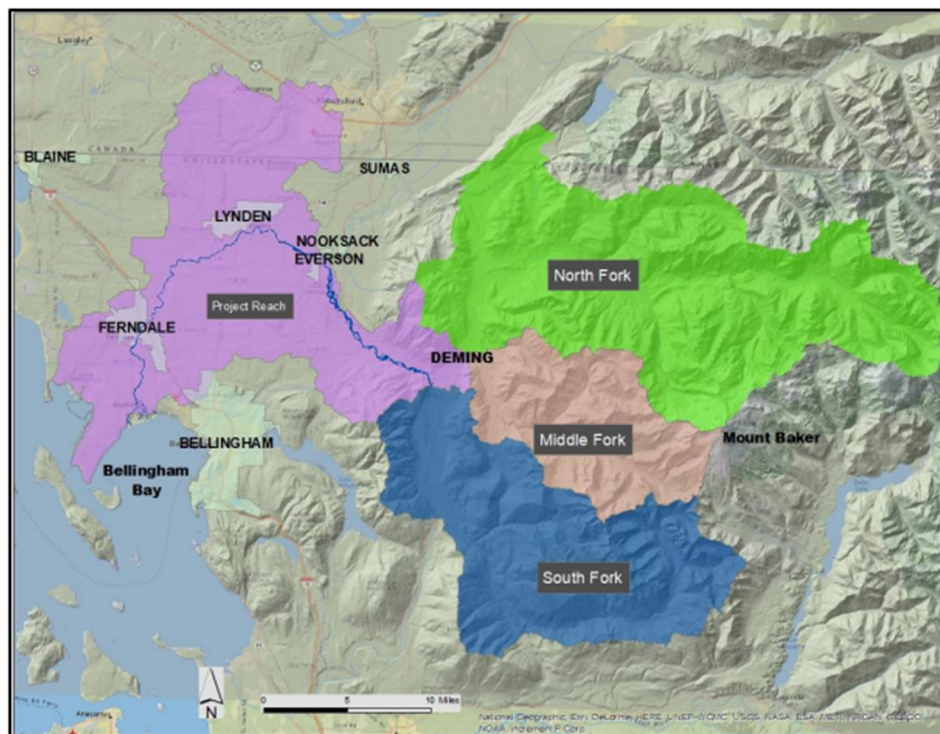 Langley
Abbotsford
CANADA
UNITED STATES
BLAINE
SUMAS
LYNDEN
NOOKSACK
EVERSON
North Fork
Project Reach
FERNDALE
DEMING
Middle Fork
Mount Baker
BELLINGHAM
Bellingham
Bay
South Fork
0 5 10 Miles
N
Anacortes
National Geographic, Esri, DeLorme, HERE, UNEP-WCMC, USGS, NASA, ESA, METI, NRCAN, GEBCO,
NOAA, increment P Corp.